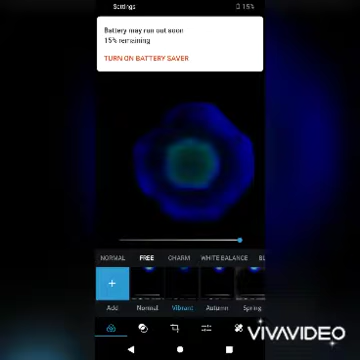 Settings
15%
Battery may run out soon
15% remaining
TURN ON BATTERY SAVER
NORMAL FREE CHARM WHITE BALANCE
Add Normal Vibrant Autumn Spring
VIVAVIDEO